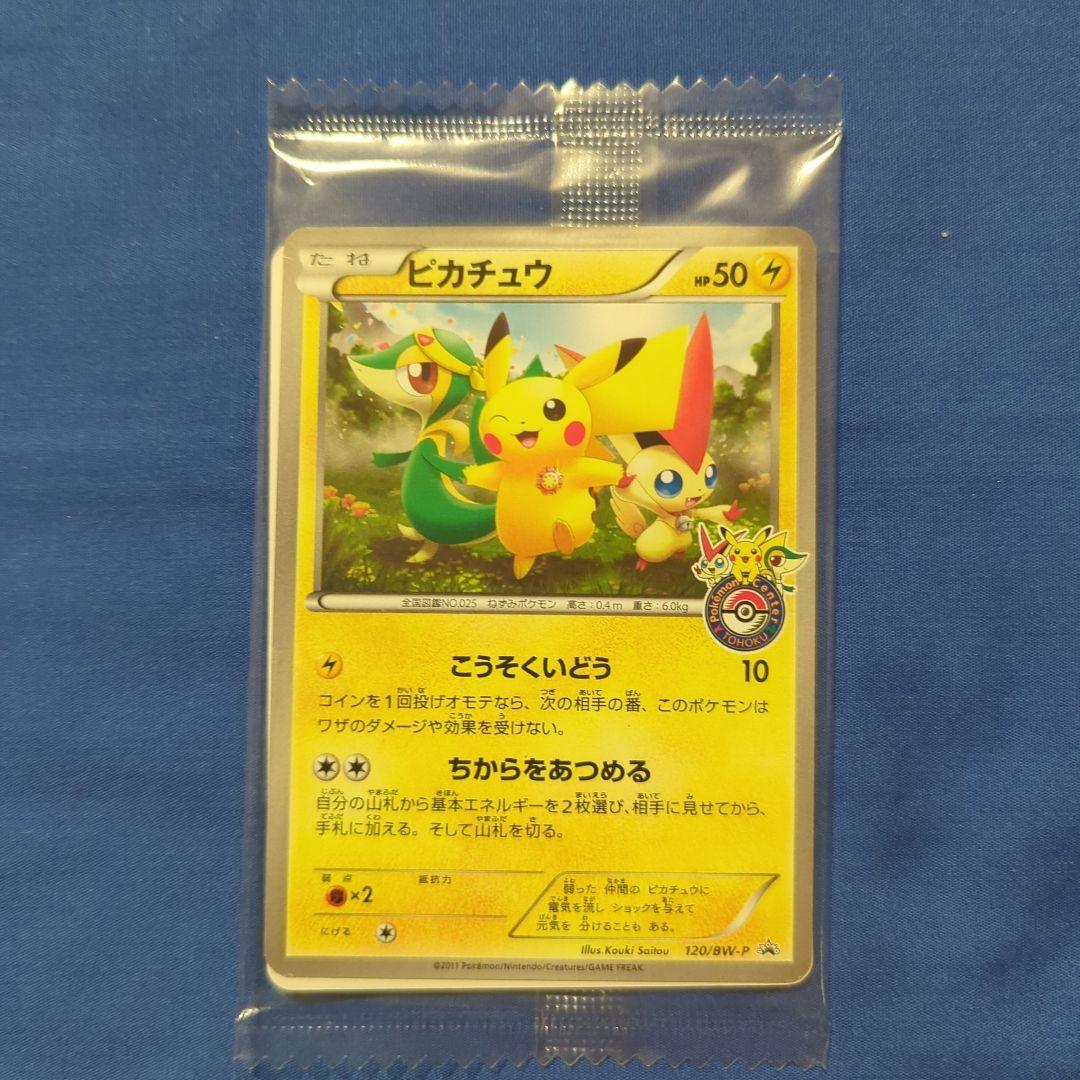 たね ピカチュウ HP50
全国図鑑NO.025 ねずみポケモン 高さ：0.4m 重さ：6.0kg
Pokémon Center
TOHOKU
こうそくいどう 10
コインを1回投げオモテなら、次の相手の番、このポケモンは
ワザのダメージや効果を受けない。
ちからをあつめる
自分の山札から基本エネルギーを2枚選び、相手に見せてから、
手札に加える。そして山札を切る。
弱点 抵抗力
×2
にげる
弱った 仲間の ピカチュウに
電気を流し ショックを与えて
元気を 分けることも ある。
Illus.Kouki Saitou 120/BW-P
©2011 Pokémon/Nintendo/Creatures/GAME FREAK.